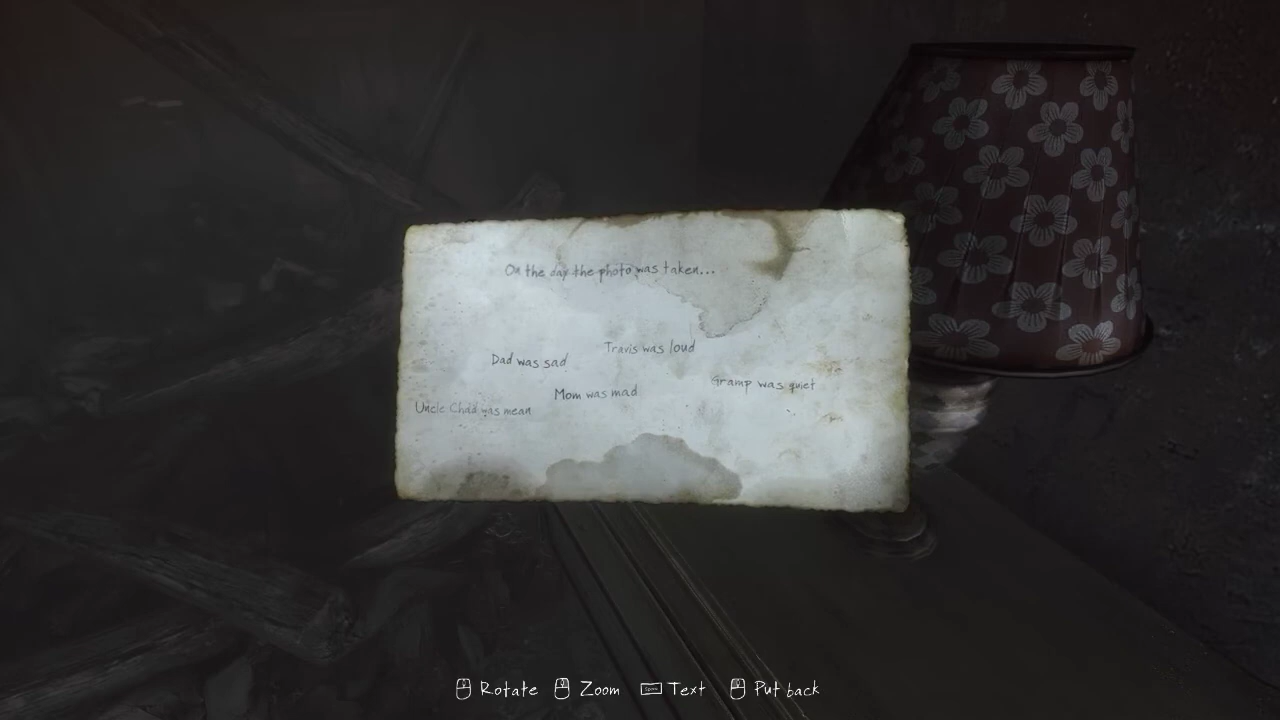 On the day the photo was taken...
Travis was loud
Dad was sad
Gramp was quiet
Mom was mad
Uncle Chad was mean
Rotate Zoom Text Put back